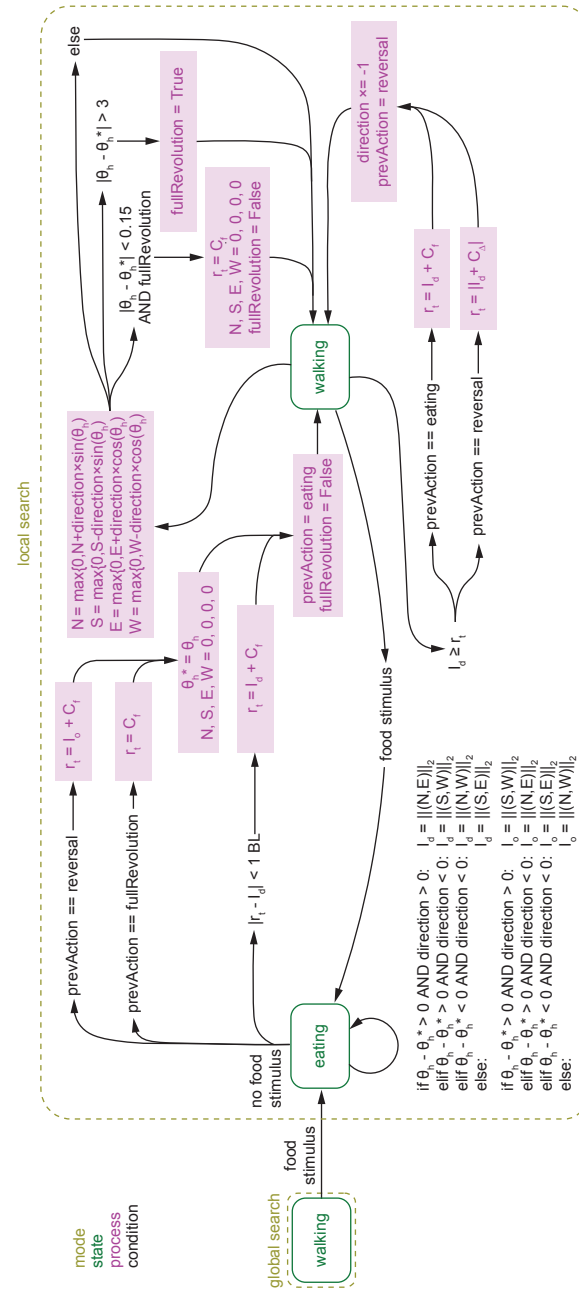 mode
state
process
condition
global search
walking
food
stimulus
local search
eating
no food
stimulus
prevAction == reversal
r_t = l_o + C_f
prevAction == fullRevolution
r_t = C_f
θ_h* = θ_h
N, S, E, W = 0, 0, 0, 0
|r_t - l_d| < 1 BL
r_t = l_d + C_f
prevAction = eating
fullRevolution = False
food stimulus
walking
N = max{0,N+direction×sin(θ_h)
S = max{0,S-direction×sin(θ_h)
E = max{0,E+direction×cos(θ_h)
W = max{0,W-direction×cos(θ_h)
else
|θ_h - θ_h*| > 3
fullRevolution = True
|θ_h - θ_h*| < 0.15
AND fullRevolution
r_t = C_f
N, S, E, W = 0, 0, 0, 0
fullRevolution = False
l_d ≥ r_t
prevAction == eating
r_t = l_d + C_f
prevAction == reversal
r_t = |l_d + C_Δ|
direction ×= -1
prevAction = reversal
if θ_h - θ_h* > 0 AND direction > 0: l_d = ||(N,E)||_2
elif θ_h - θ_h* > 0 AND direction < 0: l_d = ||(S,W)||_2
elif θ_h - θ_h* < 0 AND direction < 0: l_d = ||(N,W)||_2
else: l_d = ||(S,E)||_2
if θ_h - θ_h* > 0 AND direction > 0: l_o = ||(S,W)||_2
elif θ_h - θ_h* > 0 AND direction < 0: l_o = ||(N,E)||_2
elif θ_h - θ_h* < 0 AND direction < 0: l_o = ||(S,E)||_2
else: l_o = ||(N,W)||_2